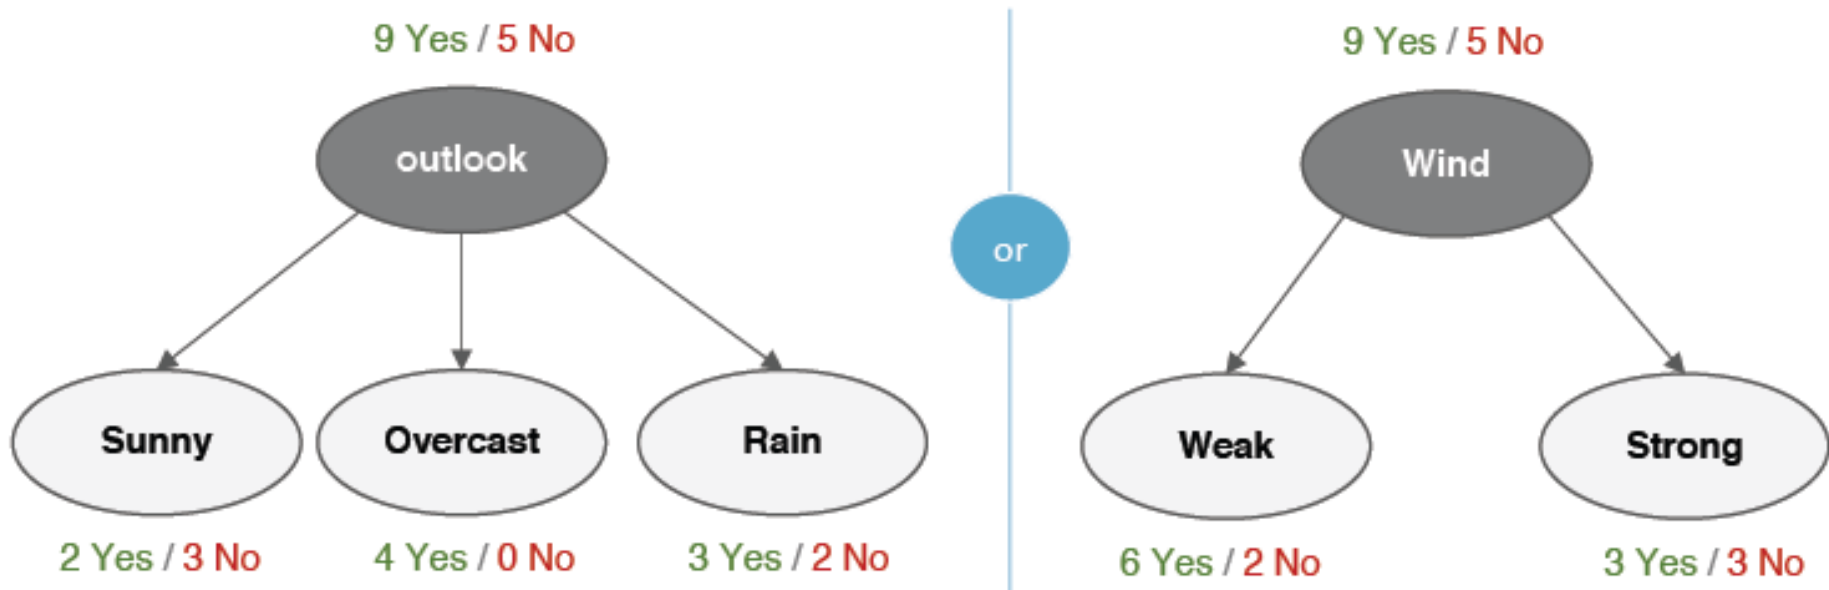 9 Yes / 5 No
outlook
Sunny
Overcast
Rain
2 Yes / 3 No
4 Yes / 0 No
3 Yes / 2 No
or
9 Yes / 5 No
Wind
Weak
Strong
6 Yes / 2 No
3 Yes / 3 No